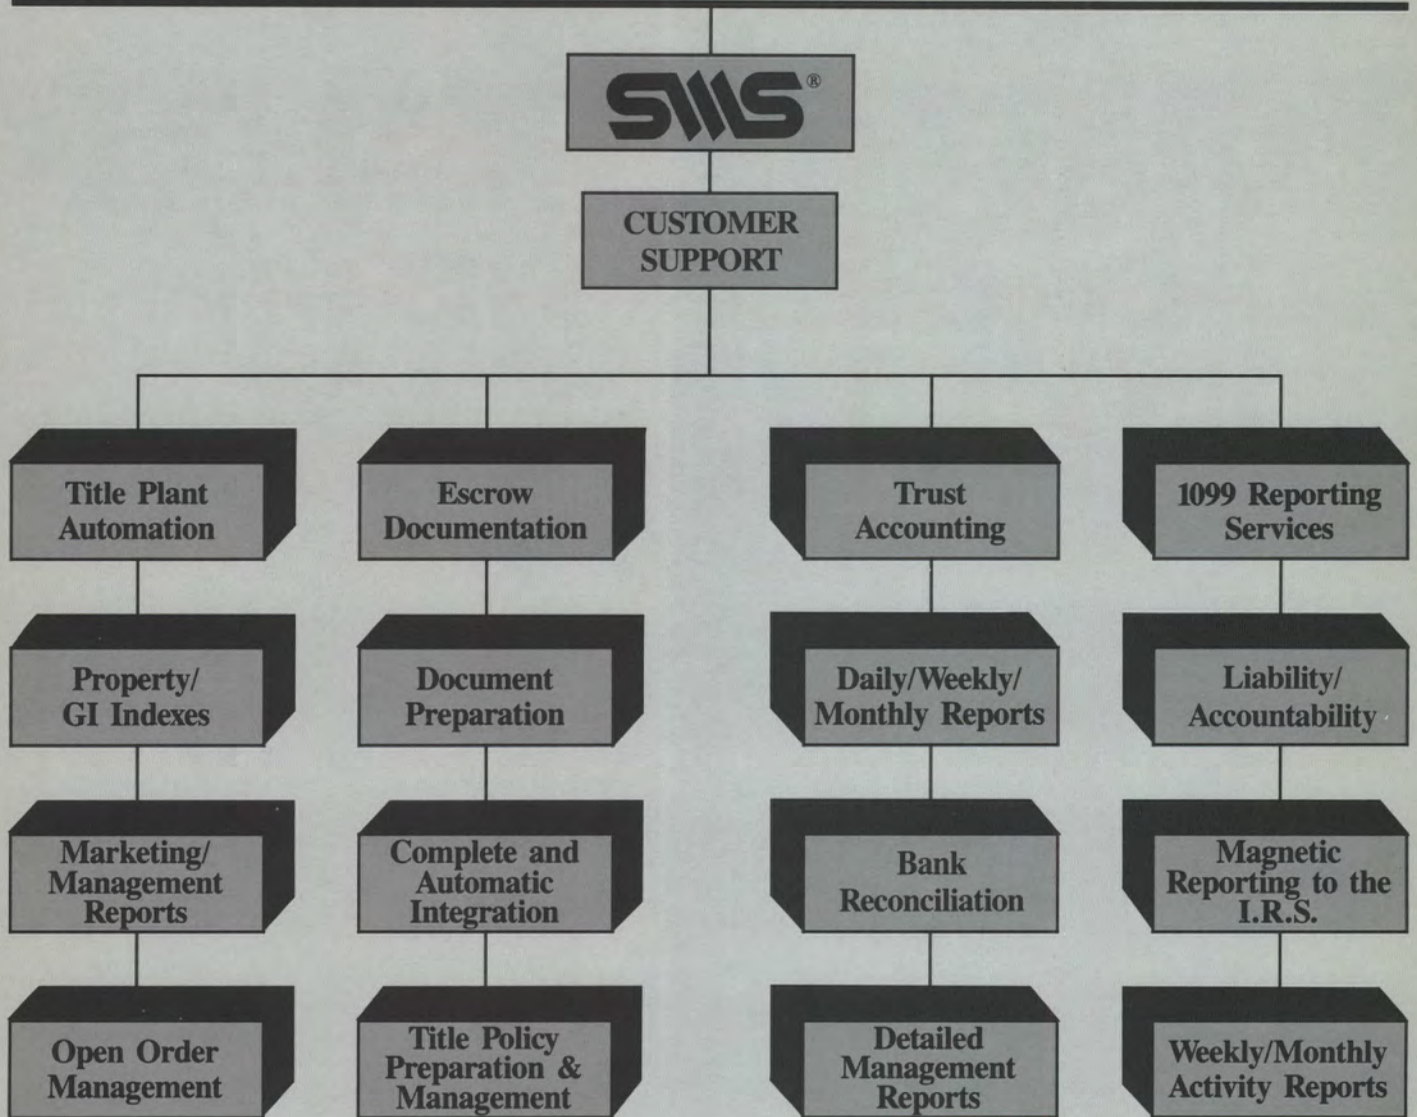 SMS®
CUSTOMER
SUPPORT
Title Plant
Automation
Property/
GI Indexes
Marketing/
Management
Reports
Open Order
Management
Escrow
Documentation
Document
Preparation
Complete and
Automatic
Integration
Title Policy
Preparation &
Management
Trust
Accounting
Daily/Weekly/
Monthly Reports
Bank
Reconciliation
Detailed
Management
Reports
1099 Reporting
Services
Liability/
Accountability
Magnetic
Reporting to the
I.R.S.
Weekly/Monthly
Activity Reports